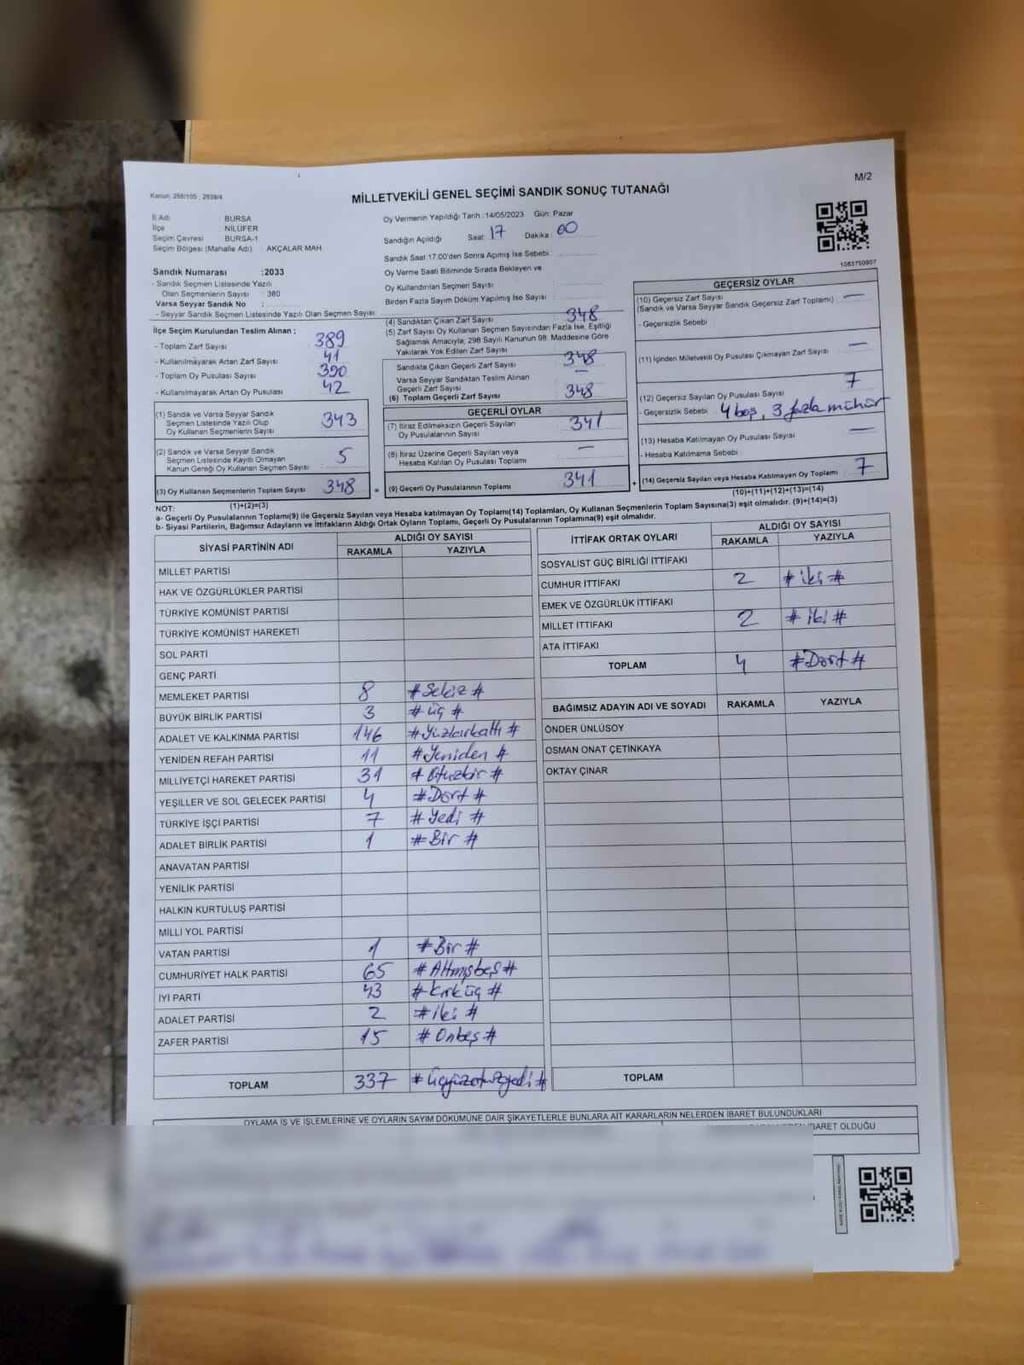 Kanun: 298/105 ; 2839/4
MİLLETVEKİLİ GENEL SEÇİMİ SANDIK SONUÇ TUTANAĞI
M/2
İl Adı BURSA
İlçe NİLÜFER
Seçim Çevresi BURSA-1
Seçim Bölgesi (Mahalle Adı) AKÇALAR MAH
Sandık Numarası :2033
- Sandık Seçmen Listesinde Yazılı
Olan Seçmenlerin Sayısı : 380
Varsa Seyyar Sandık No :
- Seyyar Sandık Seçmen Listesinde Yazılı Olan Seçmen Sayısı
Oy Vermenin Yapıldığı Tarih :14/05/2023 Gün: Pazar
Sandığın Açıldığı Saat: 17 Dakika: 00
Sandık Saat 17.00'den Sonra Açılmış İse Sebebi :
Oy Verme Saati Bitiminde Sırada Bekleyen ve
Oy Kullandırılan Seçmen Sayısı
Birden Fazla Sayım Döküm Yapılmış İse Sayısı
İlçe Seçim Kurulundan Teslim Alınan ;
- Toplam Zarf Sayısı 389
- Kullanılmayarak Artan Zarf Sayısı 41
- Toplam Oy Pusulası Sayısı 390
- Kullanılmayarak Artan Oy Pusulası 42
(1) Sandık ve Varsa Seyyar Sandık
Seçmen Listesinde Yazılı Olup
Oy Kullanan Seçmenlerin Sayısı 343
(2) Sandık ve Varsa Seyyar Sandık
Seçmen Listesinde Kayıtlı Olmayan
Kanun Gereği Oy Kullanan Seçmen Sayısı 5
(3) Oy Kullanan Seçmenlerin Toplam Sayısı 348
(1)+(2)=(3)
(4) Sandıktan Çıkan Zarf Sayısı 348
(5) Zarf Sayısı Oy Kullanan Seçmen Sayısından Fazla İse, Eşitliği
Sağlamak Amacıyla, 298 Sayılı Kanunun 98. Maddesine Göre
Yakılarak Yok Edilen Zarf Sayısı
Sandıkta Çıkan Geçerli Zarf Sayısı 348
Varsa Seyyar Sandıktan Teslim Alınan
Geçerli Zarf Sayısı —
(6) Toplam Geçerli Zarf Sayısı 348
GEÇERLİ OYLAR
(7) İtiraz Edilmeksizin Geçerli Sayılan
Oy Pusulalarının Sayısı 341
(8) İtiraz Üzerine Geçerli Sayılan veya
Hesaba Katılan Oy Pusulası Toplamı —
= (9) Geçerli Oy Pusulalarının Toplamı 341
1083750807
GEÇERSİZ OYLAR
(10) Geçersiz Zarf Sayısı —
(Sandık ve Varsa Seyyar Sandık Geçersiz Zarf Toplamı)
- Geçersizlik Sebebi
(11) İçinden Milletvekili Oy Pusulası Çıkmayan Zarf Sayısı —
(12) Geçersiz Sayılan Oy Pusulası Sayısı 7
- Geçersizlik Sebebi 4 boş, 3 fazla mühür
(13) Hesaba Katılmayan Oy Pusulası Sayısı —
- Hesaba Katılmama Sebebi —
+ (14) Geçersiz Sayılan veya Hesaba Katılmayan Oy Toplamı 7
(10)+(11)+(12)+(13)=(14)
NOT:
a- Geçerli Oy Pusulalarının Toplamı(9) ile Geçersiz Sayılan veya Hesaba Katılmayan Oy Toplamı(14) Toplamları, Oy Kullanan Seçmenlerin Toplam Sayısına(3) eşit olmalıdır. (9)+(14)=(3)
b- Siyasi Partilerin, Bağımsız Adayların ve İttifakların Aldığı Ortak Oyların Toplamı, Geçerli Oy Pusulalarının Toplamına(9) eşit olmalıdır.
SİYASİ PARTİNİN ADI ALDIĞI OY SAYISI
RAKAMLA YAZIYLA
MİLLET PARTİSİ
HAK VE ÖZGÜRLÜKLER PARTİSİ
TÜRKİYE KOMÜNİST PARTİSİ
TÜRKİYE KOMÜNİST HAREKETİ
SOL PARTİ
GENÇ PARTİ
MEMLEKET PARTİSİ 8 # Sekiz #
BÜYÜK BİRLİK PARTİSİ 3 # üç #
ADALET VE KALKINMA PARTİSİ 146 # Yüzkırkaltı #
YENİDEN REFAH PARTİSİ 11 # Yeniden #
MİLLİYETÇİ HAREKET PARTİSİ 31 # Otuzbir #
YEŞİLLER VE SOL GELECEK PARTİSİ 4 # Dört #
TÜRKİYE İŞÇİ PARTİSİ 7 # Yedi #
ADALET BİRLİK PARTİSİ 1 # Bir #
ANAVATAN PARTİSİ
YENİLİK PARTİSİ
HALKIN KURTULUŞ PARTİSİ
MİLLİ YOL PARTİSİ
VATAN PARTİSİ 1 # Bir #
CUMHURİYET HALK PARTİSİ 65 # Altmışbeş #
İYİ PARTİ 43 # Kırküç #
ADALET PARTİSİ 2 # iki #
ZAFER PARTİSİ 15 # Onbeş #
TOPLAM 337 # üçyüzotuzyedi #
İTTİFAK ORTAK OYLARI ALDIĞI OY SAYISI
RAKAMLA YAZIYLA
SOSYALİST GÜÇ BİRLİĞİ İTTİFAKI
CUMHUR İTTİFAKI 2 # iki #
EMEK VE ÖZGÜRLÜK İTTİFAKI
MİLLET İTTİFAKI 2 # iki #
ATA İTTİFAKI
TOPLAM 4 # Dört #
BAĞIMSIZ ADAYIN ADI VE SOYADI RAKAMLA YAZIYLA
ÖNDER ÜNLÜSOY
OSMAN ONAT ÇETİNKAYA
OKTAY ÇINAR
TOPLAM
OYLAMA İŞ VE İŞLEMLERİNE VE OYLARIN SAYIM DÖKÜMÜNE DAİR ŞİKAYETLERLE BUNLARA AİT KARARLARIN NELERDEN İBARET BULUNDUKLARI
İBARET OLDUĞU